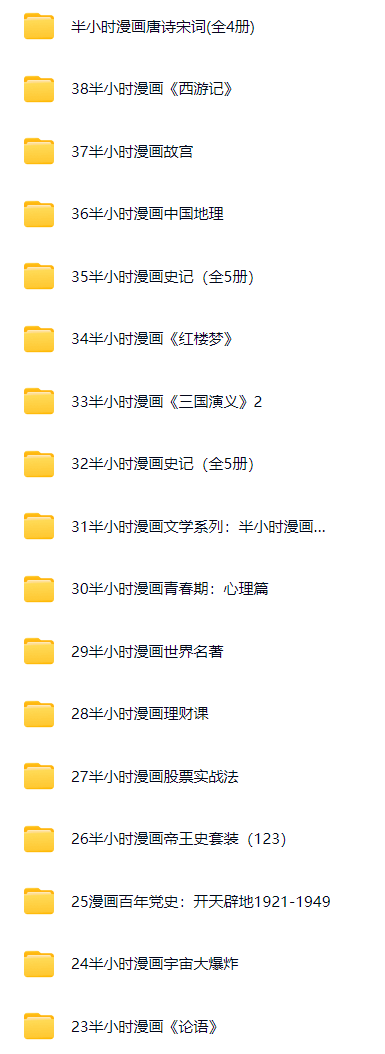 半小时漫画唐诗宋词(全4册)
38半小时漫画《西游记》
37半小时漫画故宫
36半小时漫画中国地理
35半小时漫画史记（全5册）
34半小时漫画《红楼梦》
33半小时漫画《三国演义》2
32半小时漫画史记（全5册）
31半小时漫画文学系列：半小时漫画...
30半小时漫画青春期：心理篇
29半小时漫画世界名著
28半小时漫画理财课
27半小时漫画股票实战法
26半小时漫画帝王史套装（123）
25漫画百年党史：开天辟地1921-1949
24半小时漫画宇宙大爆炸
23半小时漫画《论语》